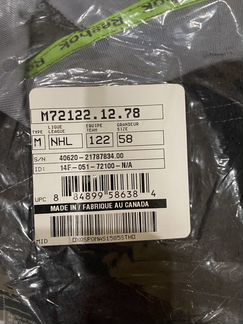 Reebok
M72122.12.78
TYPE LIGUE LEAGUE EQUIPE TEAM GRANDEUR SIZE
M NHL 122 58
S/N 40620-21787834.00
ID: 14F-051-72100-N/A
UPC 8 84899 58638 4
MADE IN / FABRIQUE AU CANADA
MID